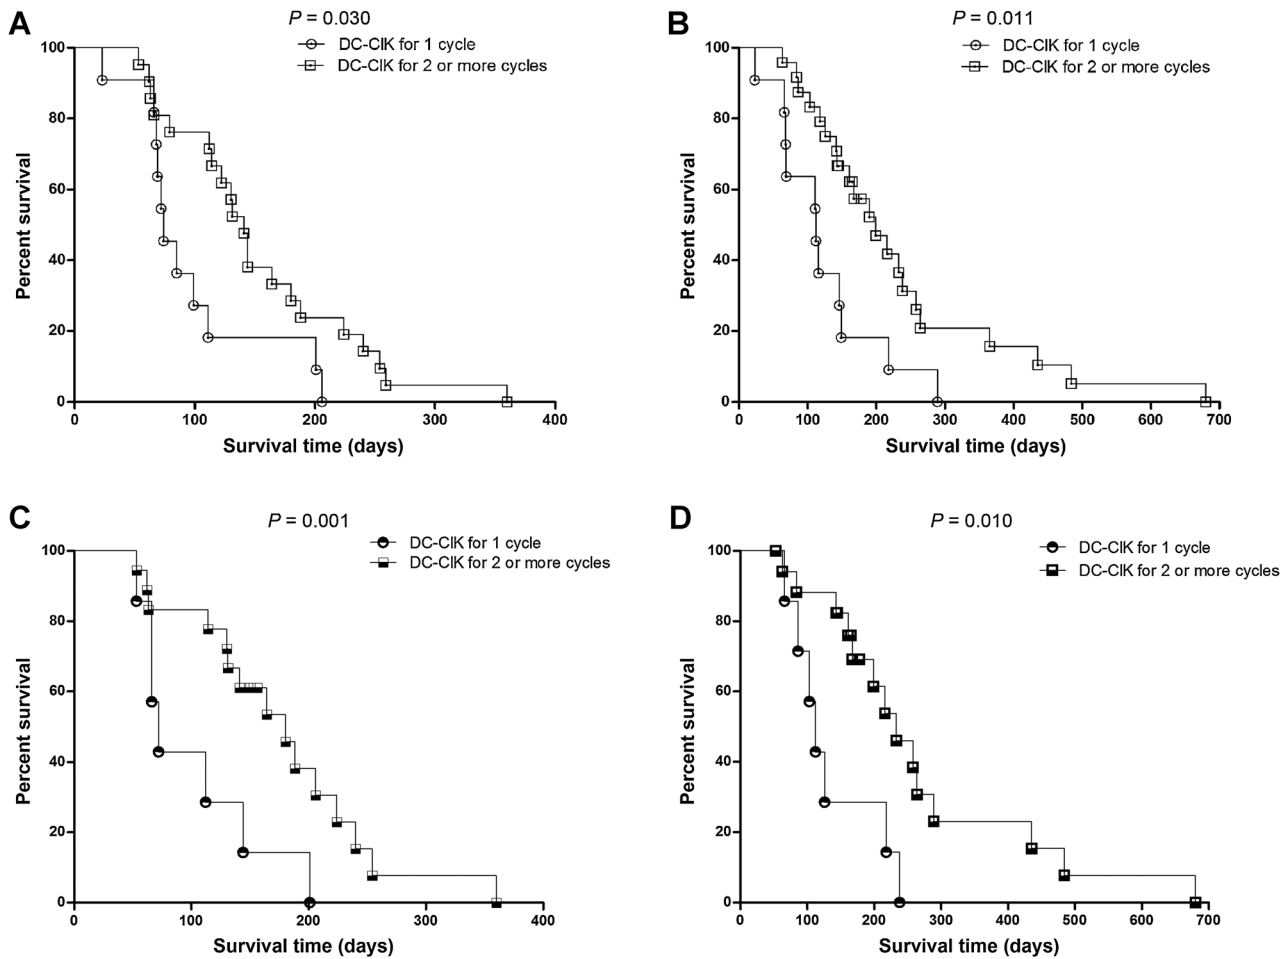 A
P = 0.030
DC-CIK for 1 cycle
DC-CIK for 2 or more cycles
100
80
60
40
20
0
Percent survival
0 100 200 300 400
Survival time (days)
B
P = 0.011
DC-CIK for 1 cycle
DC-CIK for 2 or more cycles
100
80
60
40
20
0
Percent survival
0 100 200 300 400 500 600 700
Survival time (days)
C
P = 0.001
DC-CIK for 1 cycle
DC-CIK for 2 or more cycles
100
80
60
40
20
0
Percent survival
0 100 200 300 400
Survival time (days)
D
P = 0.010
DC-CIK for 1 cycle
DC-CIK for 2 or more cycles
100
80
60
40
20
0
Percent survival
0 100 200 300 400 500 600 700
Survival time (days)